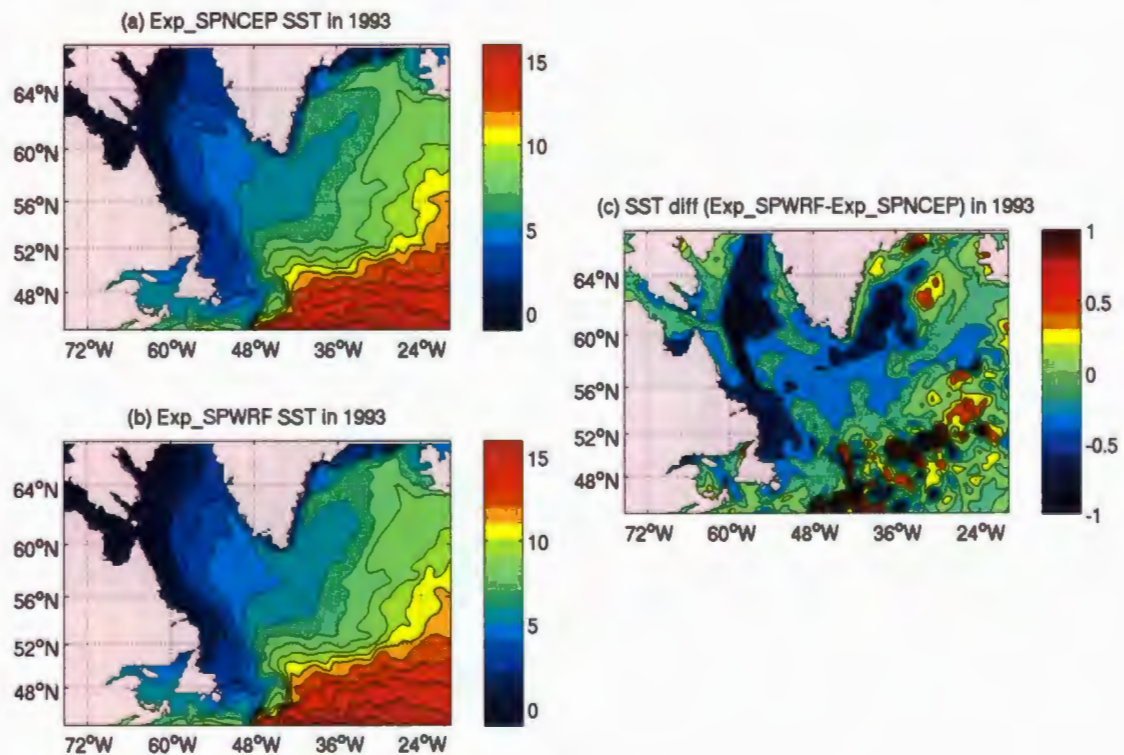 (a) Exp_SPNCEP SST in 1993
64°N
60°N
56°N
52°N
48°N
72°W 60°W 48°W 36°W 24°W
15
10
5
0
(b) Exp_SPWRF SST in 1993
64°N
60°N
56°N
52°N
48°N
72°W 60°W 48°W 36°W 24°W
15
10
5
0
(c) SST diff (Exp_SPWRF-Exp_SPNCEP) in 1993
64°N
60°N
56°N
52°N
48°N
72°W 60°W 48°W 36°W 24°W
1
0.5
0
-0.5
-1